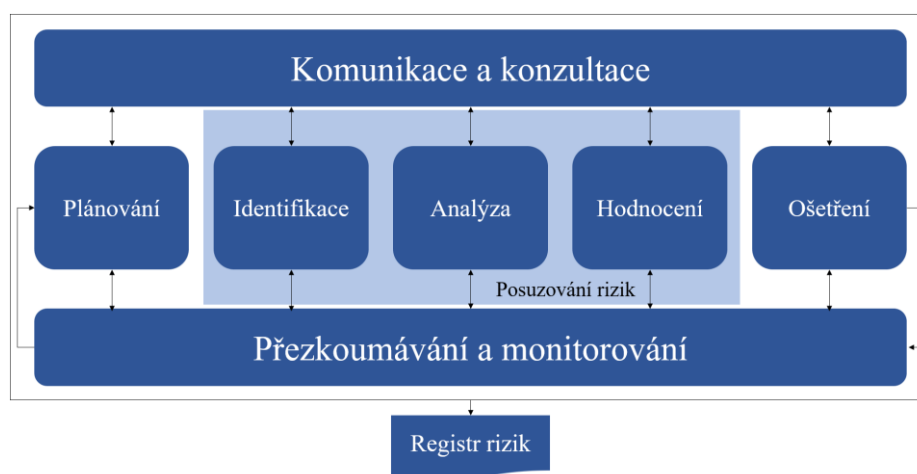 Komunikace a konzultace
Plánování
Identifikace
Analýza
Hodnocení
Ošetření
Posuzování rizik
Přezkoumávání a monitorování
Registr rizik